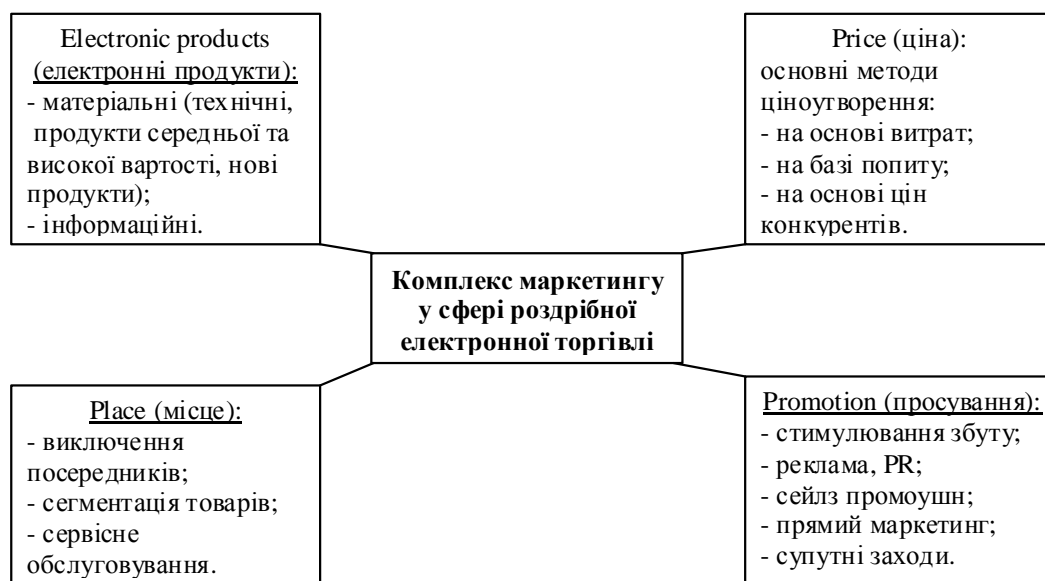 Electronic products
(електронні продукти):
- матеріальні (технічні,
продукти середньої та
високої вартості, нові
продукти);
- інформаційні.
Price (ціна):
основні методи
ціноутворення:
- на основі витрат;
- на базі попиту;
- на основі цін
конкурентів.
Комплекс маркетингу
у сфері роздрібної
електронної торгівлі
Place (місце):
- виключення
посередників;
- сегментація товарів;
- сервісне
обслуговування.
Promotion (просування):
- стимулювання збуту;
- реклама, PR;
- сейлз промоушн;
- прямий маркетинг;
- супутні заходи.